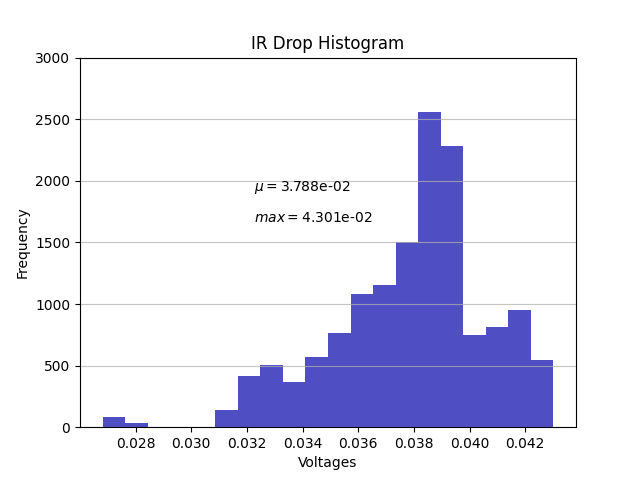 IR Drop Histogram
3000
2500
2000
1500
1000
500
0
Frequency
μ = 3.788e-02
max = 4.301e-02
0.028 0.030 0.032 0.034 0.036 0.038 0.040 0.042
Voltages